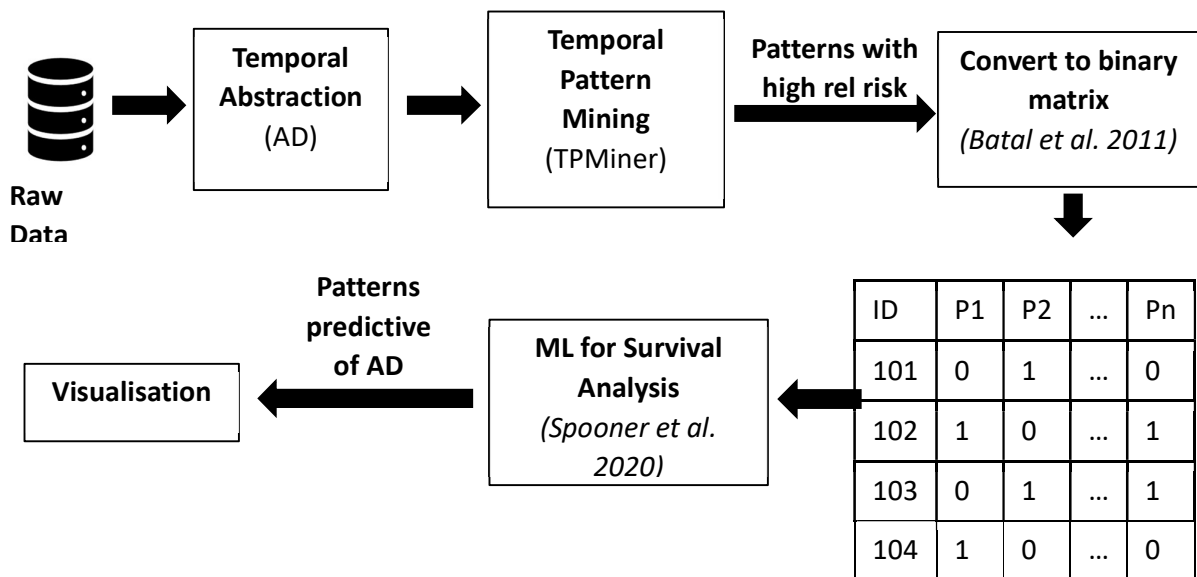 Raw
Data
Temporal
Abstraction
(AD)
Temporal
Pattern
Mining
(TPMiner)
Patterns with
high rel risk
Convert to binary
matrix
(Batal et al. 2011)
ID P1 P2 ... Pn
101 0 1 ... 0
102 1 0 ... 1
103 0 1 ... 1
104 1 0 ... 0
ML for Survival
Analysis
(Spooner et al.
2020)
Patterns
predictive
of AD
Visualisation